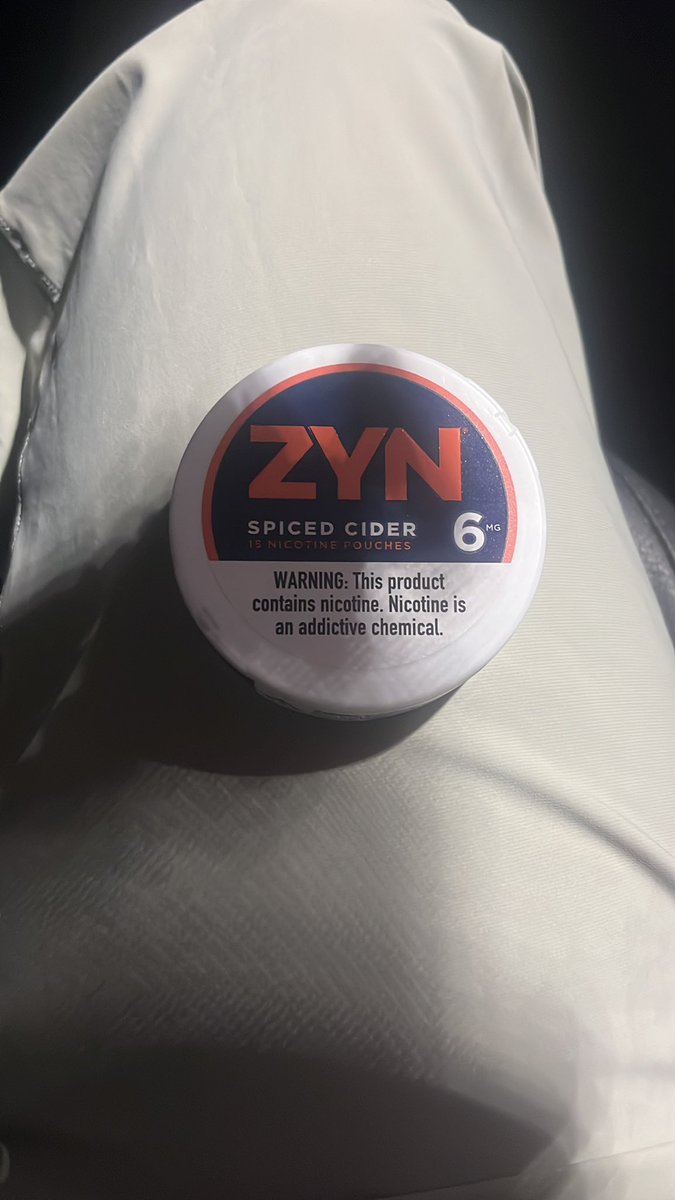 ZYN®
SPICED CIDER
15 NICOTINE POUCHES
6 MG
WARNING: This product
contains nicotine. Nicotine is
an addictive chemical.